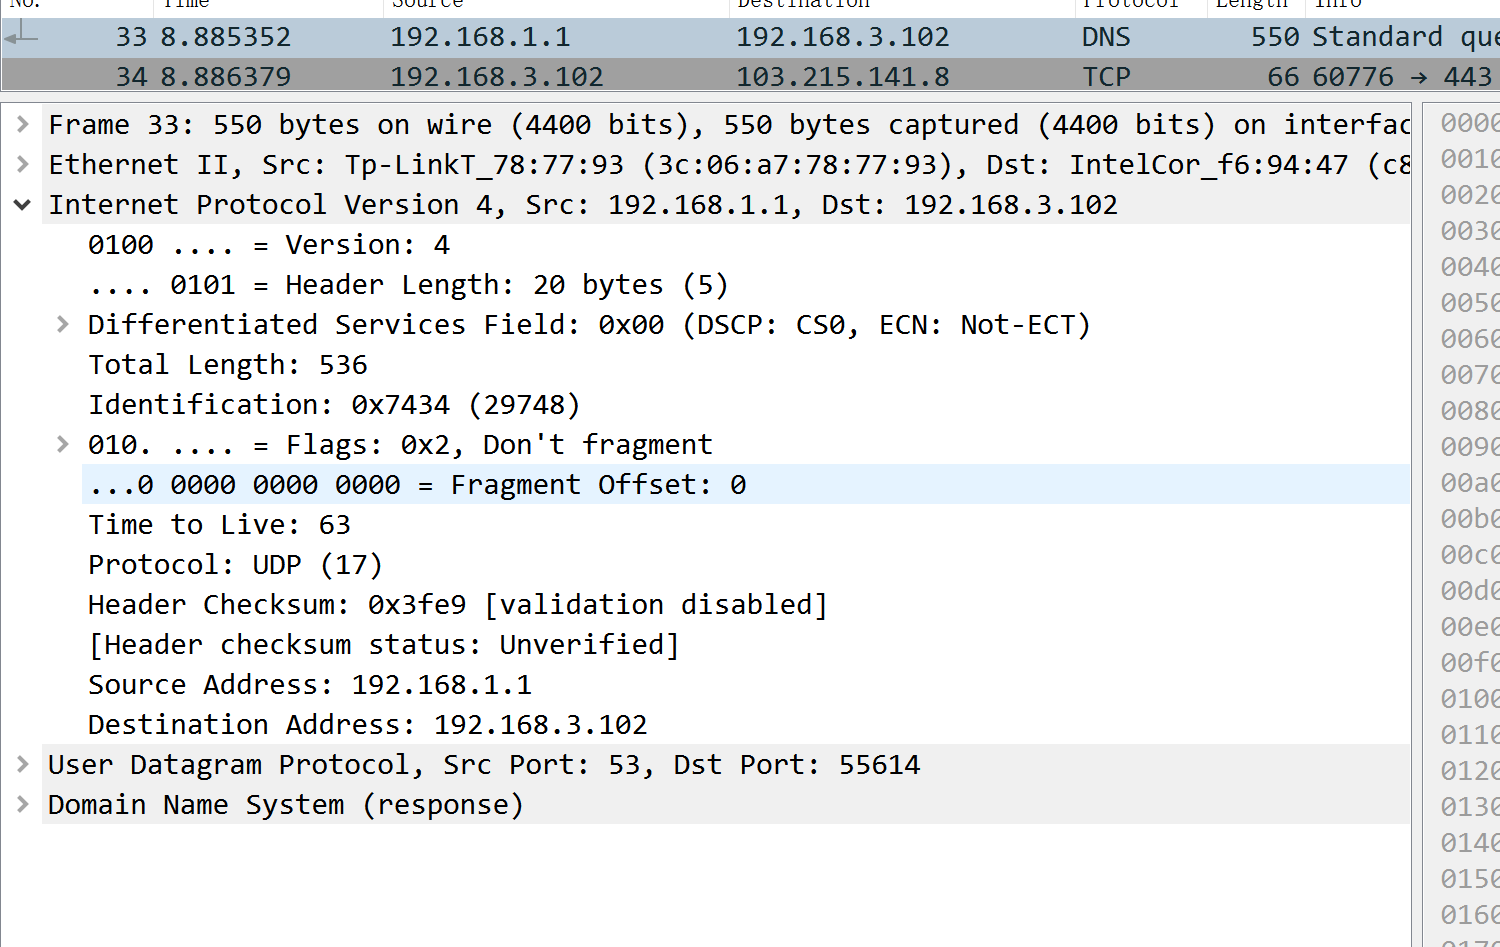 No. Time Source Destination Protocol Length Info
33 8.885352 192.168.1.1 192.168.3.102 DNS 550 Standard que
34 8.886379 192.168.3.102 103.215.141.8 TCP 66 60776 → 443
Frame 33: 550 bytes on wire (4400 bits), 550 bytes captured (4400 bits) on interfac
Ethernet II, Src: Tp-LinkT_78:77:93 (3c:06:a7:78:77:93), Dst: IntelCor_f6:94:47 (c8
Internet Protocol Version 4, Src: 192.168.1.1, Dst: 192.168.3.102
0100 .... = Version: 4
.... 0101 = Header Length: 20 bytes (5)
Differentiated Services Field: 0x00 (DSCP: CS0, ECN: Not-ECT)
Total Length: 536
Identification: 0x7434 (29748)
010. .... = Flags: 0x2, Don't fragment
...0 0000 0000 0000 = Fragment Offset: 0
Time to Live: 63
Protocol: UDP (17)
Header Checksum: 0x3fe9 [validation disabled]
[Header checksum status: Unverified]
Source Address: 192.168.1.1
Destination Address: 192.168.3.102
User Datagram Protocol, Src Port: 53, Dst Port: 55614
Domain Name System (response)
0000
0010
0020
0030
0040
0050
0060
0070
0080
0090
00a0
00b0
00c0
00d0
00e0
00f0
0100
0110
0120
0130
0140
0150
0160